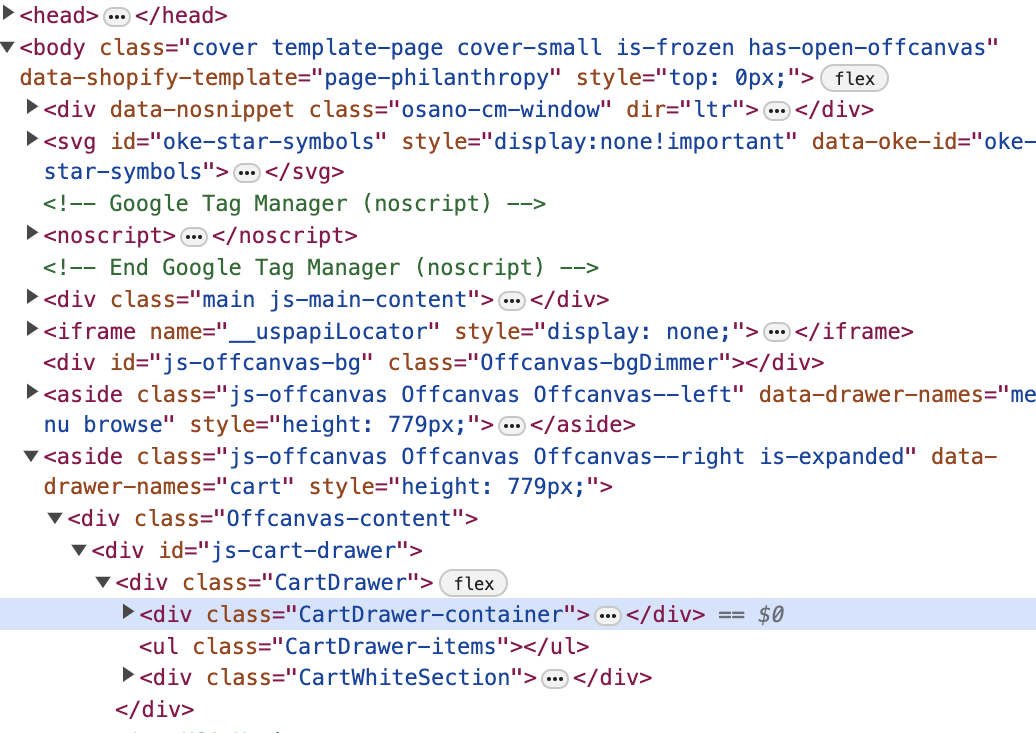 <head> ••• </head>
<body class="cover template-page cover-small is-frozen has-open-offcanvas"
data-shopify-template="page-philanthropy" style="top: 0px;"> flex
<div data-nosnippet class="osano-cm-window" dir="ltr"> ••• </div>
<svg id="oke-star-symbols" style="display:none!important" data-oke-id="oke-
star-symbols"> ••• </svg>
<!-- Google Tag Manager (noscript) -->
<noscript> ••• </noscript>
<!-- End Google Tag Manager (noscript) -->
<div class="main js-main-content"> ••• </div>
<iframe name="__uspapiLocator" style="display: none;"> ••• </iframe>
<div id="js-offcanvas-bg" class="Offcanvas-bgDimmer"></div>
<aside class="js-offcanvas Offcanvas Offcanvas--left" data-drawer-names="me
nu browse" style="height: 779px;"> ••• </aside>
<aside class="js-offcanvas Offcanvas Offcanvas--right is-expanded" data-
drawer-names="cart" style="height: 779px;">
<div class="Offcanvas-content">
<div id="js-cart-drawer">
<div class="CartDrawer"> flex
<div class="CartDrawer-container"> ••• </div> == $0
<ul class="CartDrawer-items"></ul>
<div class="CartWhiteSection"> ••• </div>
</div>